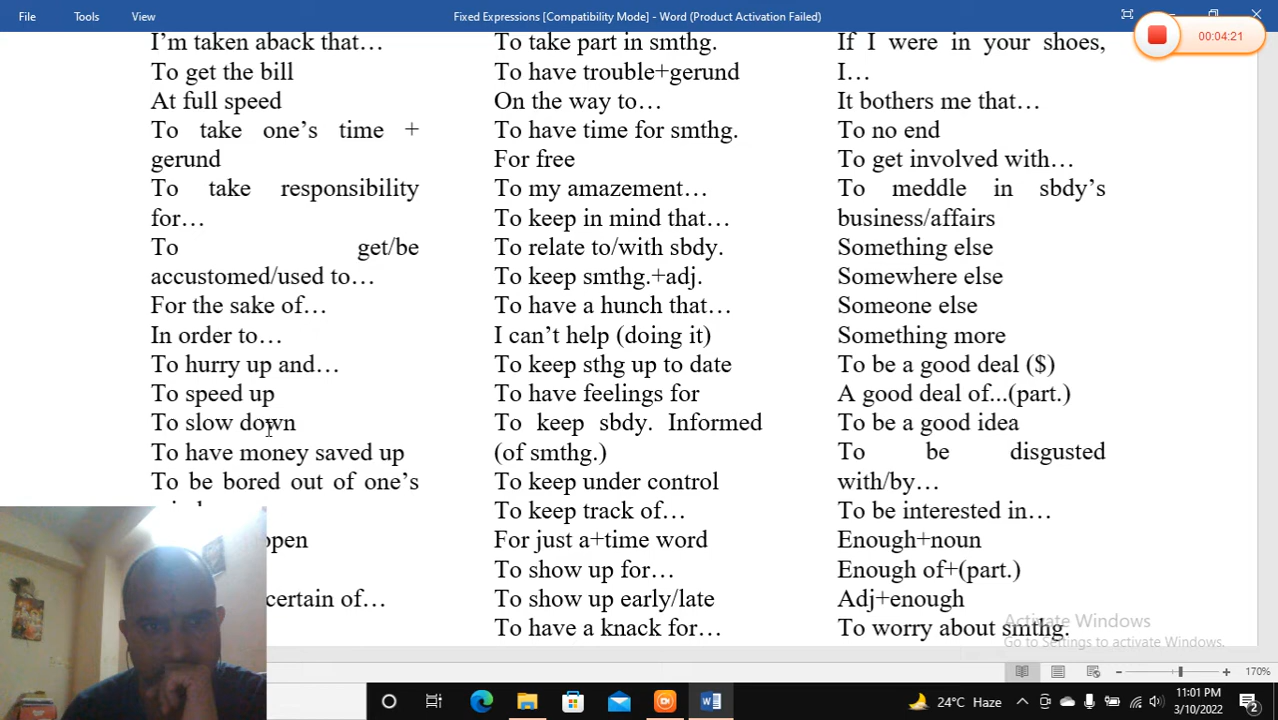 File Tools View Fixed Expressions [Compatibility Mode] - Word (Product Activation Failed)
00:04:21
I'm taken aback that…
To get the bill
At full speed
To take one's time +
gerund
To take responsibility
for…
To get/be
accustomed/used to…
For the sake of…
In order to…
To hurry up and…
To speed up
To slow down
To have money saved up
To be bored out of one's
open
certain of…
To take part in smthg.
To have trouble+gerund
On the way to…
To have time for smthg.
For free
To my amazement…
To keep in mind that…
To relate to/with sbdy.
To keep smthg.+adj.
To have a hunch that…
I can't help (doing it)
To keep sthg up to date
To have feelings for
To keep sbdy. Informed
(of smthg.)
To keep under control
To keep track of…
For just a+time word
To show up for…
To show up early/late
To have a knack for…
If I were in your shoes,
I…
It bothers me that…
To no end
To get involved with…
To meddle in sbdy's
business/affairs
Something else
Somewhere else
Someone else
Something more
To be a good deal ($)
A good deal of...(part.)
To be a good idea
To be disgusted
with/by…
To be interested in…
Enough+noun
Enough of+(part.)
Adj+enough
To worry about smthg.
Activate Windows
Go to Settings to activate Windows.
170%
24°C Haze
11:01 PM
3/10/2022
2